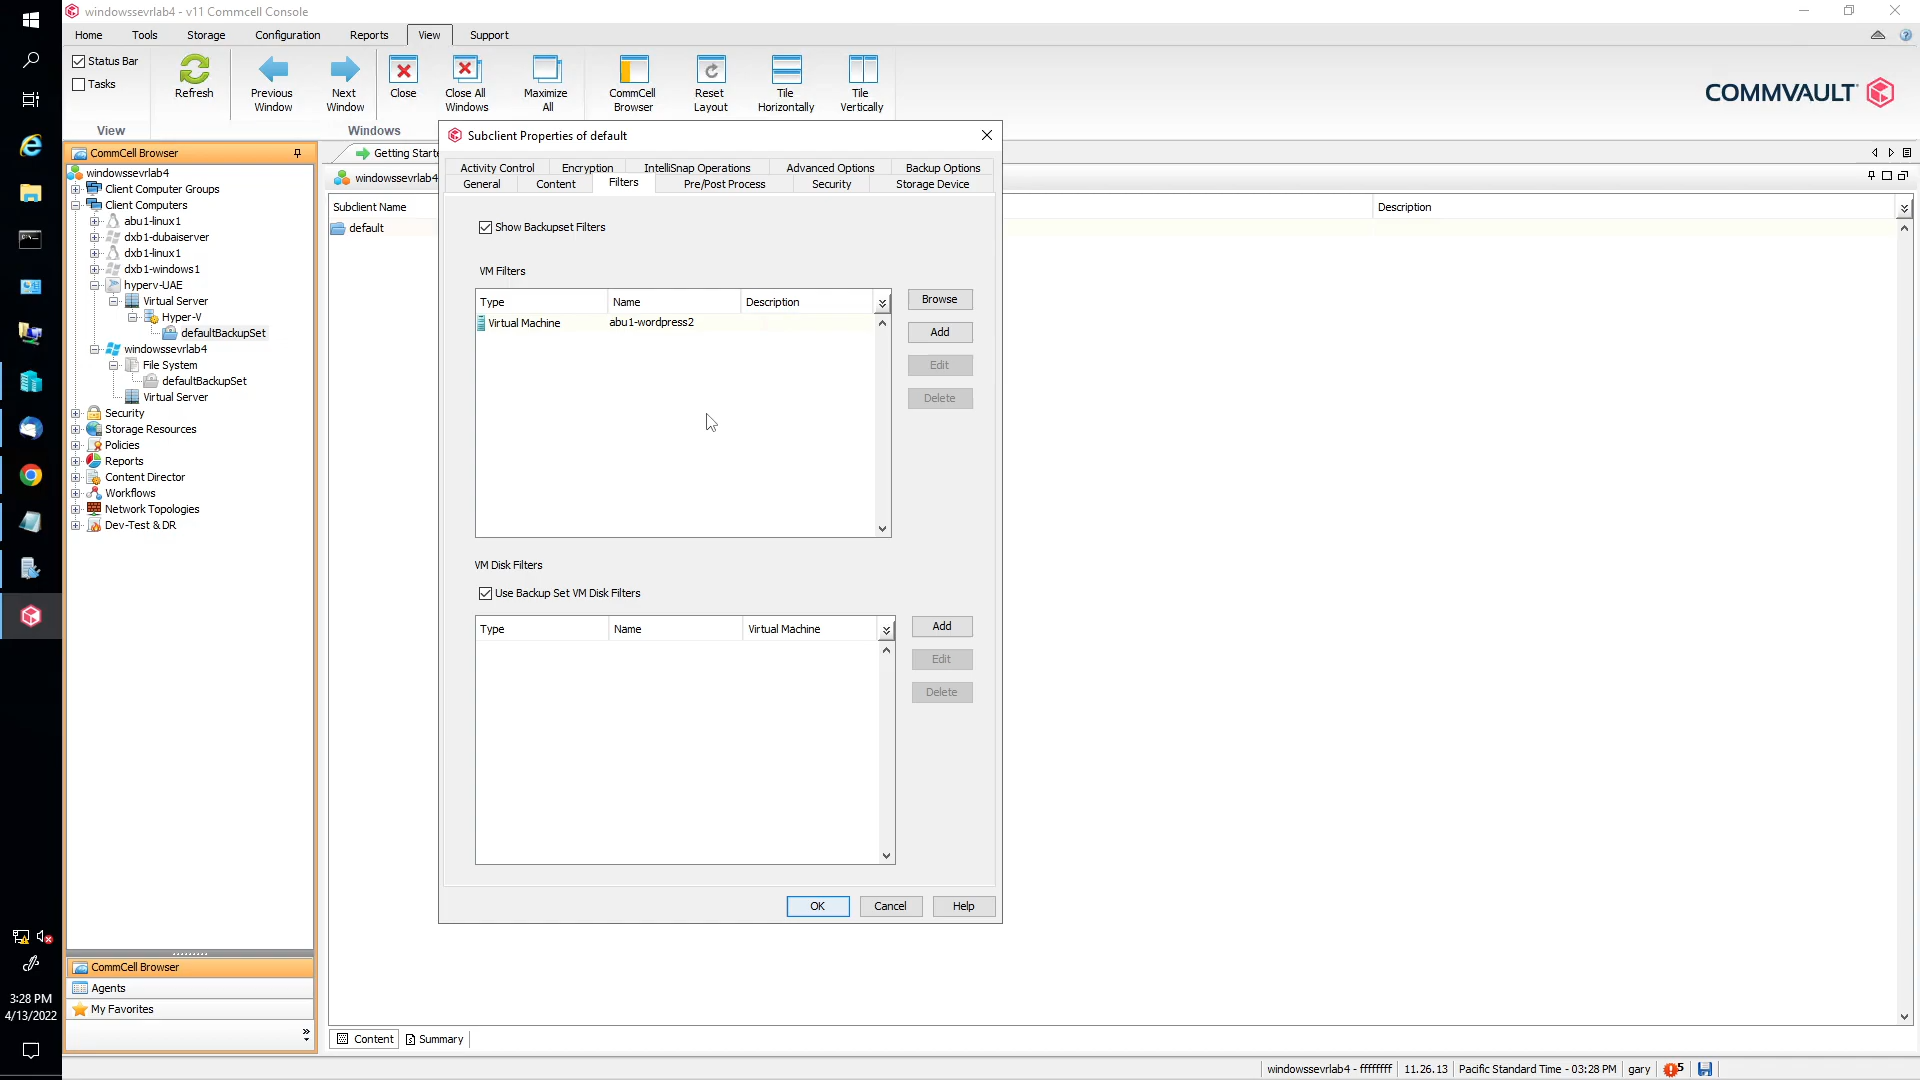 windowssevrlab4 - v11 Commcell Console
Home Tools Storage Configuration Reports View Support
Status Bar
Tasks
Refresh
Previous Window
Next Window
Close
Close All Windows
Maximize All
CommCell Browser
Reset Layout
Tile Horizontally
Tile Vertically
COMMVAULT
View Windows
CommCell Browser
windowssevrlab4
Client Computer Groups
Client Computers
abu1-linux1
dxb1-dubaiserver
dxb1-linux1
dxb1-windows1
hyperv-UAE
Virtual Server
Hyper-V
defaultBackupSet
windowssevrlab4
File System
defaultBackupSet
Virtual Server
Security
Storage Resources
Policies
Reports
Content Director
Workflows
Network Topologies
Dev-Test & DR
CommCell Browser
Agents
My Favorites
3:28 PM
4/13/2022
Getting Starte
windowssevrlab4
Subclient Name Description
default
Subclient Properties of default
Activity Control Encryption IntelliSnap Operations Advanced Options Backup Options
General Content Filters Pre/Post Process Security Storage Device
Show Backupset Filters
VM Filters
Type Name Description
Virtual Machine abu1-wordpress2
Browse
Add
Edit
Delete
VM Disk Filters
Use Backup Set VM Disk Filters
Type Name Virtual Machine
Add
Edit
Delete
OK Cancel Help
Content Summary
windowssevrlab4 - ffffffff 11.26.13 Pacific Standard Time - 03:28 PM gary 5